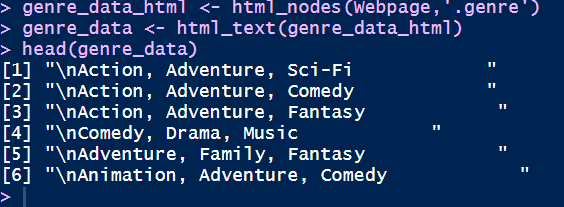 > genre_data_html <- html_nodes(Webpage,'.genre')
> genre_data <- html_text(genre_data_html)
> head(genre_data)
[1] "\nAction, Adventure, Sci-Fi            "
[2] "\nAction, Adventure, Comedy            "
[3] "\nAction, Adventure, Fantasy            "
[4] "\nComedy, Drama, Music            "
[5] "\nAdventure, Family, Fantasy            "
[6] "\nAnimation, Adventure, Comedy            "
>